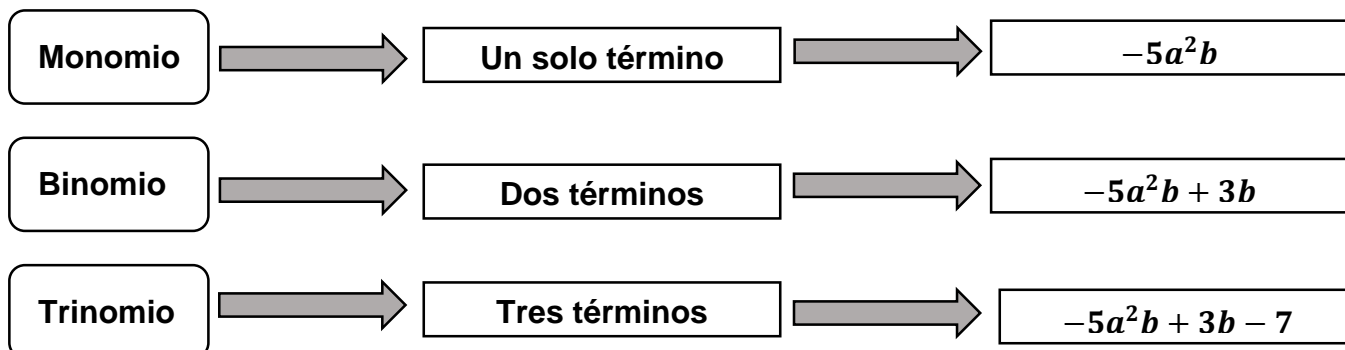 Monomio Un solo término −5a²b
Binomio Dos términos −5a²b + 3b
Trinomio Tres términos −5a²b + 3b − 7